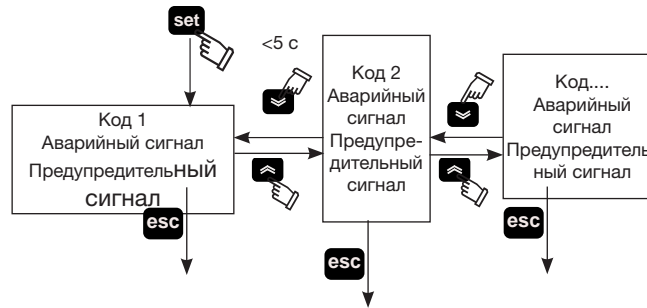 set
<5 с
Код 1
Аварийный сигнал
Предупредительный
сигнал
esc
Код 2
Аварийный
сигнал
Предупре-
дительный
сигнал
esc
Код....
Аварийный
сигнал
Предупредитель
ный сигнал
esc